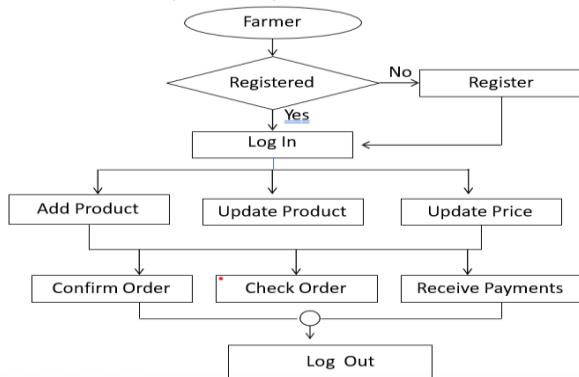 Farmer
Registered
No
Register
Yes
Log In
Add Product
Update Product
Update Price
Confirm Order
Check Order
Receive Payments
Log Out